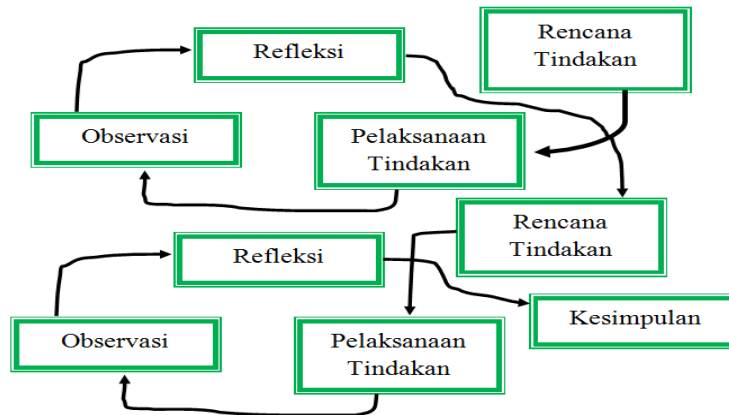 Refleksi
Rencana
Tindakan
Observasi
Pelaksanaan
Tindakan
Rencana
Tindakan
Refleksi
Kesimpulan
Observasi
Pelaksanaan
Tindakan